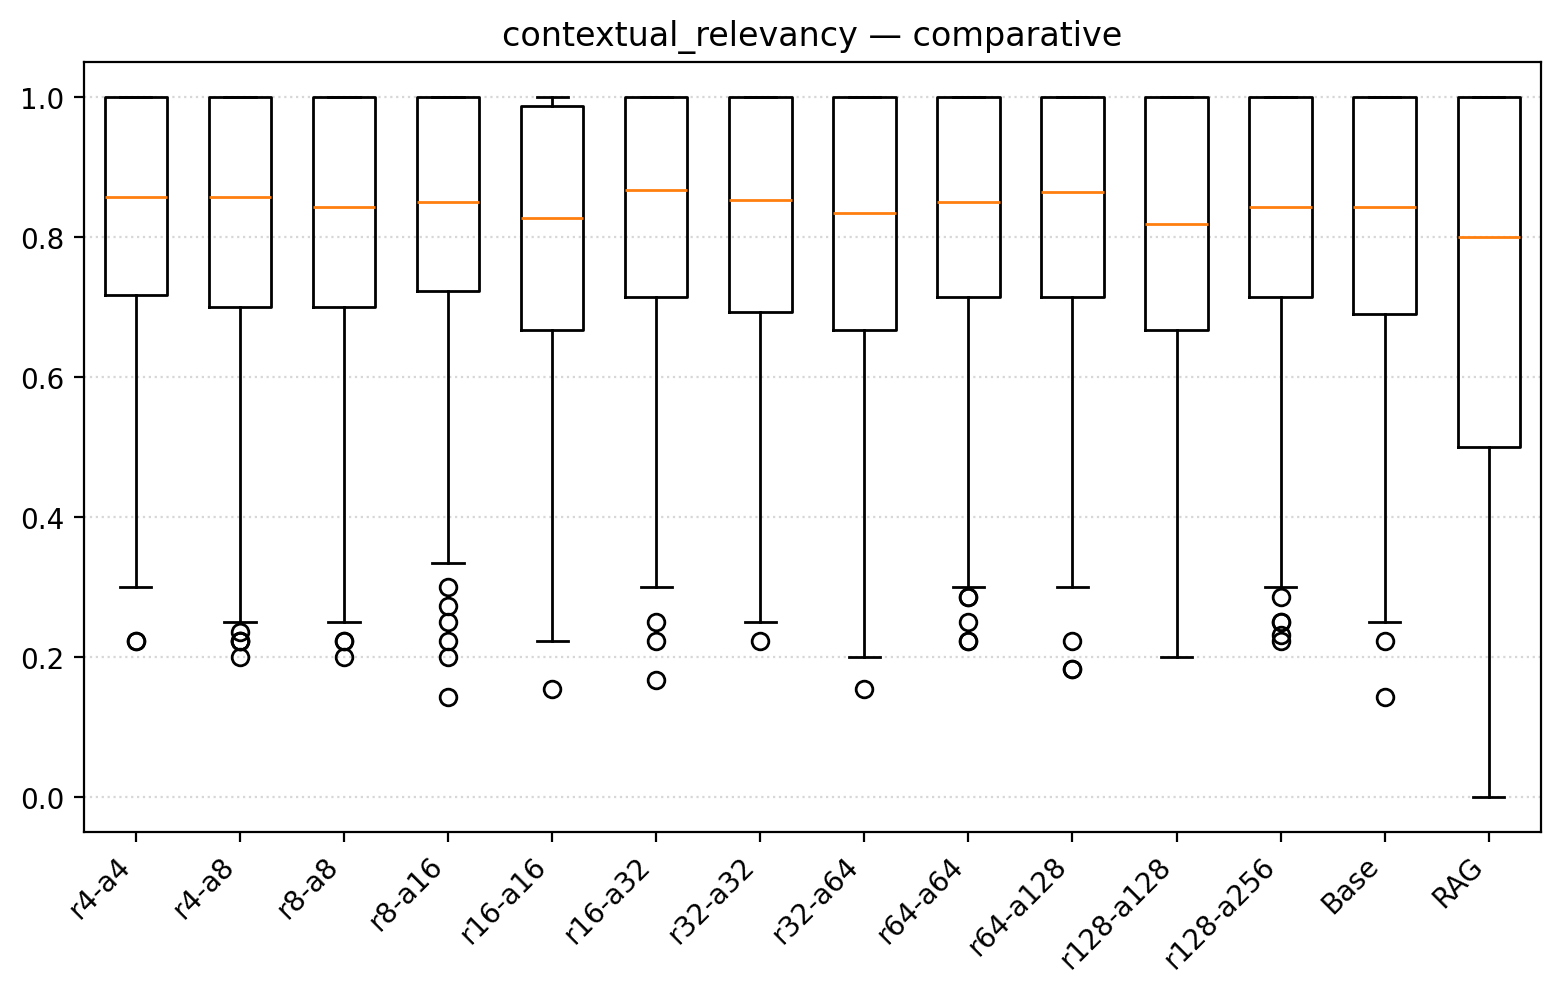 contextual_relevancy — comparative
1.0
0.8
0.6
0.4
0.2
0.0
r4-a4
r4-a8
r8-a8
r8-a16
r16-a16
r16-a32
r32-a32
r32-a64
r64-a64
r64-a128
r128-a128
r128-a256
Base
RAG